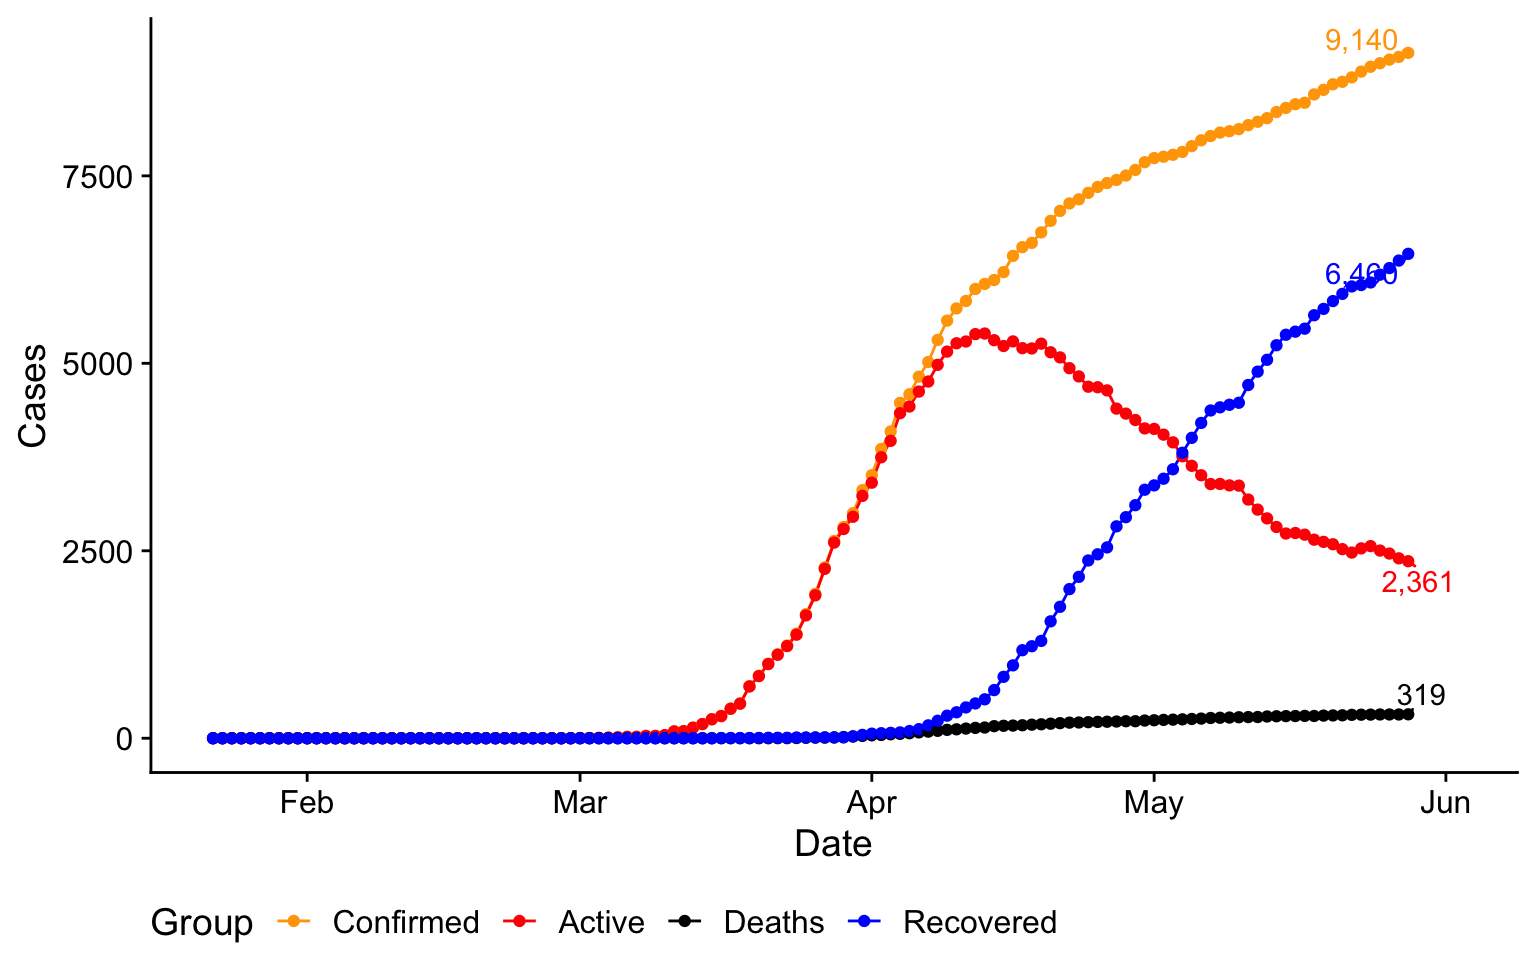 9,140
7500
6,460
5000
Cases
2500
2,361
319
0
Feb Mar Apr May Jun
Date
Group Confirmed Active Deaths Recovered